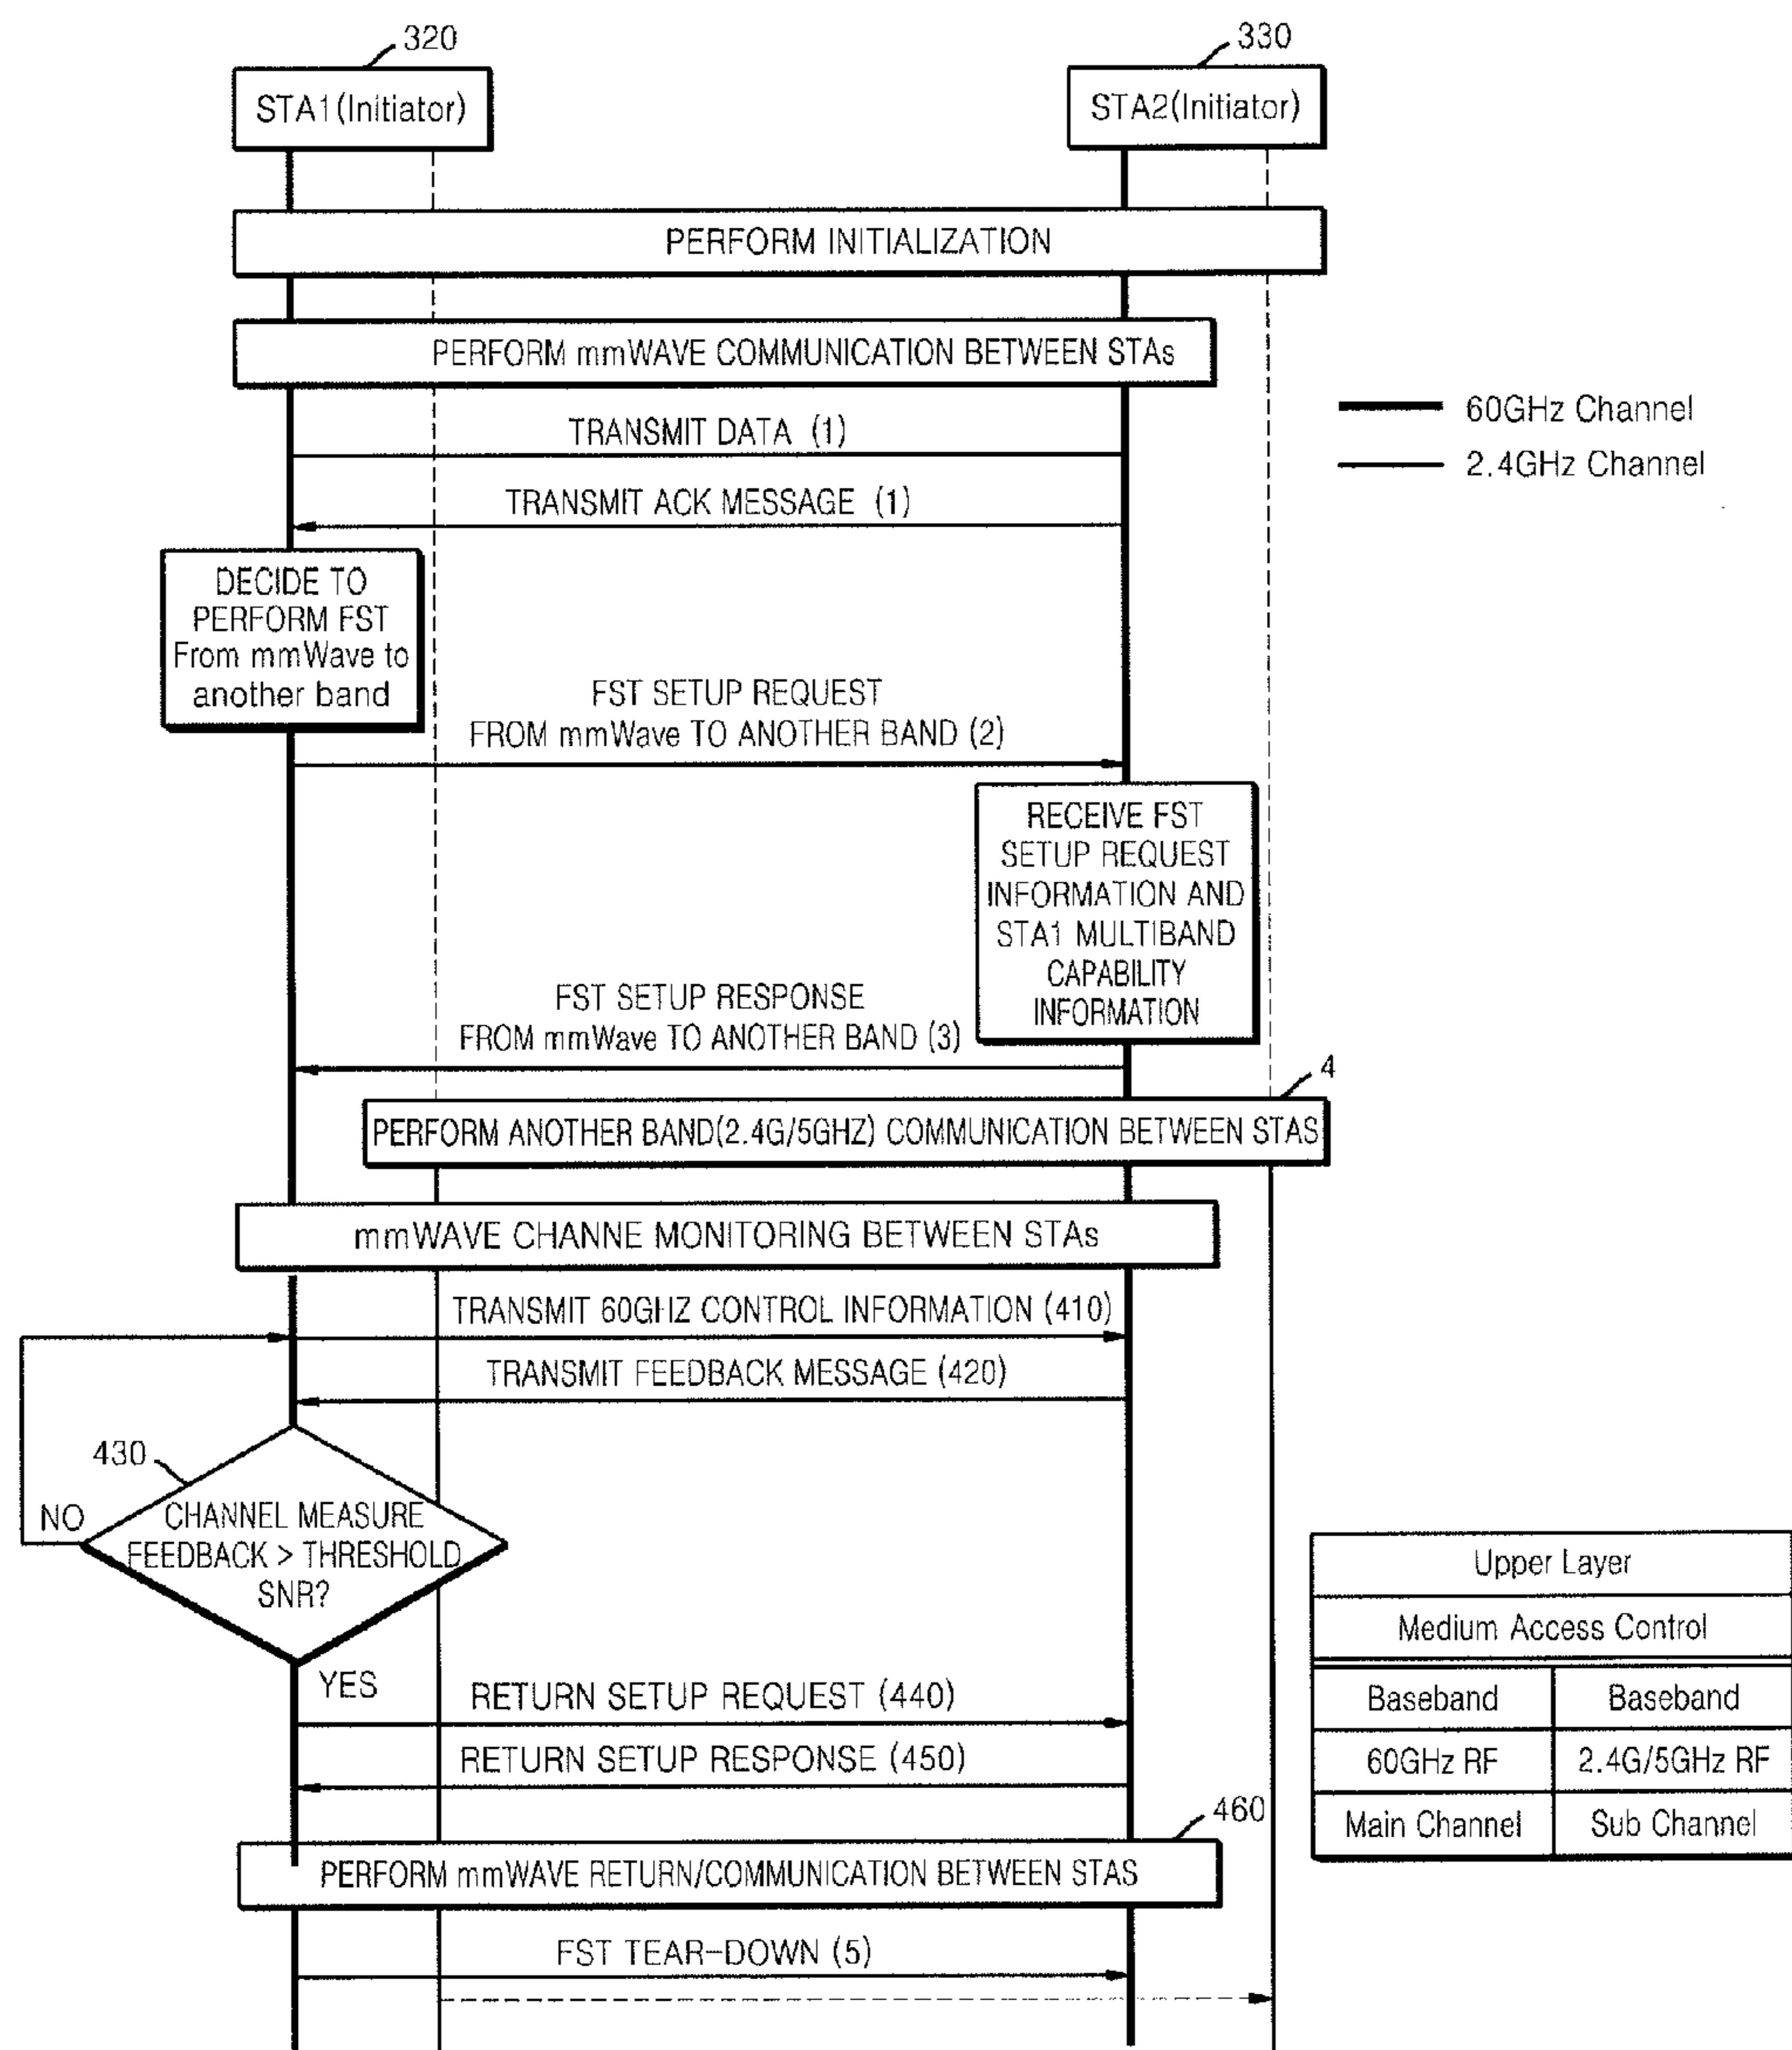 320
330
STA1(Initiator)
STA2(Initiator)
PERFORM INITIALIZATION
PERFORM mmWAVE COMMUNICATION BETWEEN STAs
60GHz Channel
2.4GHz Channel
TRANSMIT DATA (1)
TRANSMIT ACK MESSAGE (1)
DECIDE TO
PERFORM FST
From mmWave to
another band
FST SETUP REQUEST
FROM mmWave TO ANOTHER BAND (2)
RECEIVE FST
SETUP REQUEST
INFORMATION AND
STA1 MULTIBAND
CAPABILITY
INFORMATION
FST SETUP RESPONSE
FROM mmWave TO ANOTHER BAND (3)
4
PERFORM ANOTHER BAND(2.4G/5GHZ) COMMUNICATION BETWEEN STAS
mmWAVE CHANNE MONITORING BETWEEN STAs
TRANSMIT 60GHZ CONTROL INFORMATION (410)
TRANSMIT FEEDBACK MESSAGE (420)
430
NO
CHANNEL MEASURE
FEEDBACK > THRESHOLD
SNR?
YES
RETURN SETUP REQUEST (440)
RETURN SETUP RESPONSE (450)
460
PERFORM mmWAVE RETURN/COMMUNICATION BETWEEN STAS
FST TEAR-DOWN (5)
Upper Layer
Medium Access Control
Baseband Baseband
60GHz RF 2.4G/5GHz RF
Main Channel Sub Channel